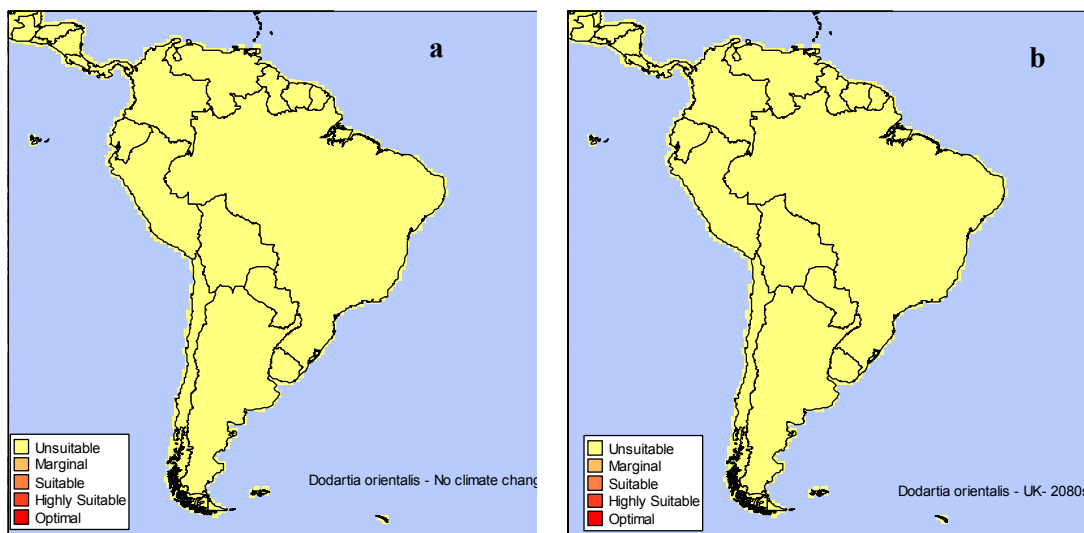 a
Unsuitable
Marginal
Suitable
Highly Suitable
Optimal
Dodartia orientalis - No climate chang
b
Unsuitable
Marginal
Suitable
Highly Suitable
Optimal
Dodartia orientalis - UK- 2080s